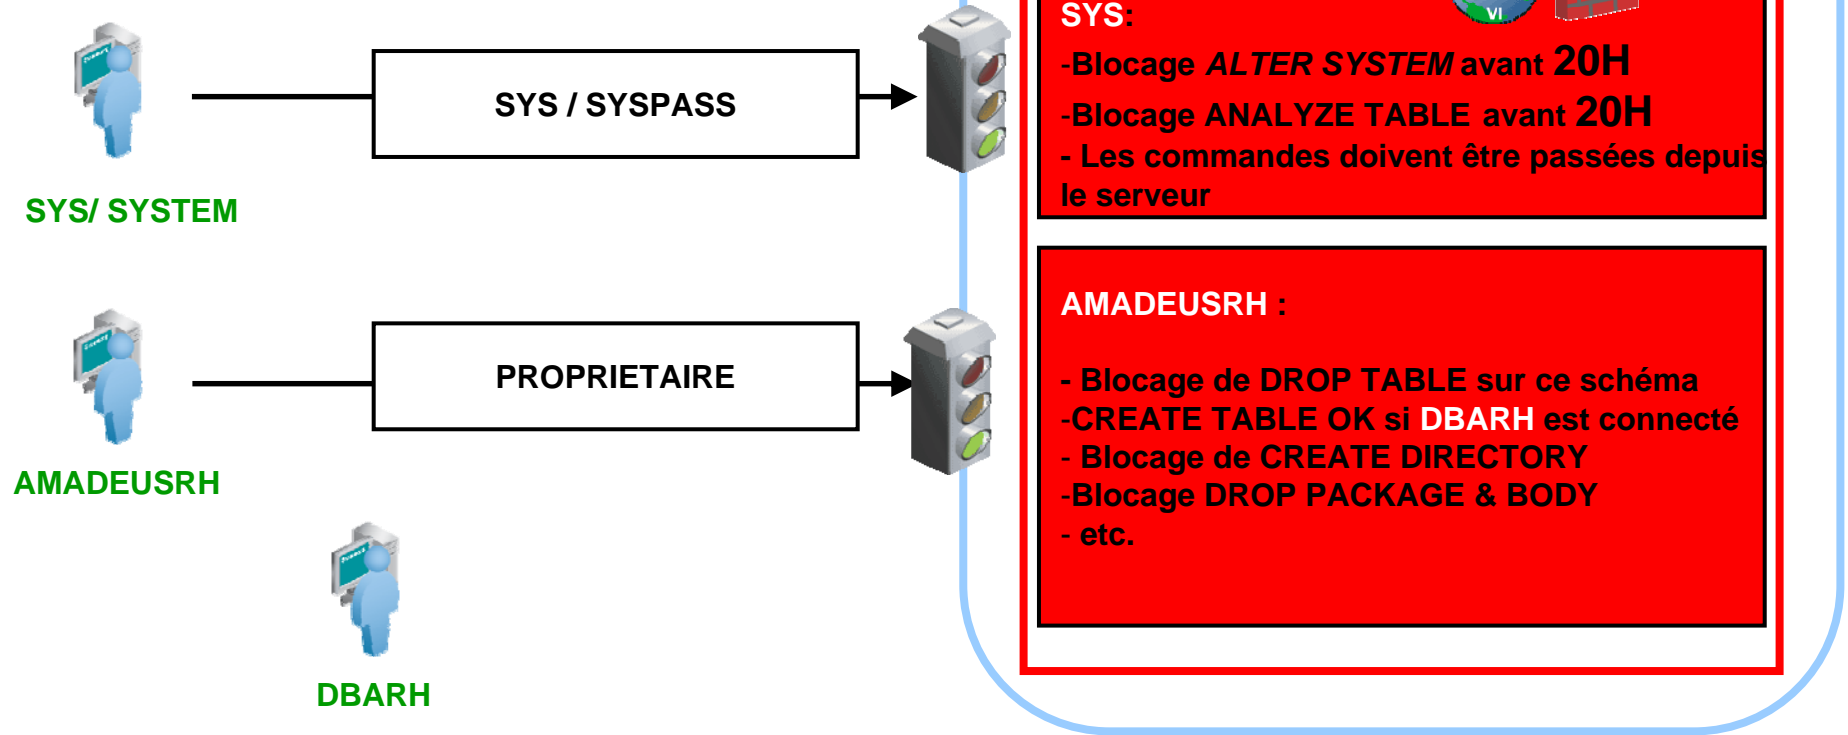 SYS / SYSPASS
SYS/ SYSTEM
PROPRIETAIRE
AMADEUSRH
DBARH
VI
SYS:
-Blocage ALTER SYSTEM avant 20H
-Blocage ANALYZE TABLE avant 20H
- Les commandes doivent être passées depuis
le serveur
AMADEUSRH :
- Blocage de DROP TABLE sur ce schéma
-CREATE TABLE OK si DBARH est connecté
- Blocage de CREATE DIRECTORY
-Blocage DROP PACKAGE & BODY
- etc.